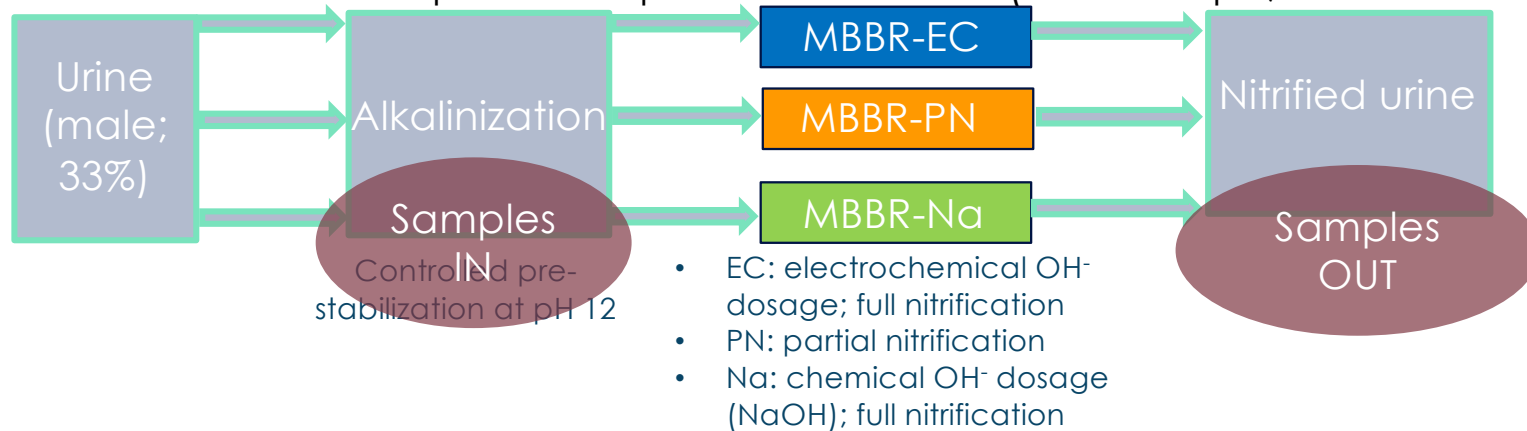 Urine
(male;
33%)
Alkalinization
Samples
IN
Controlled pre-
stabilization at pH 12
MBBR-EC
MBBR-PN
MBBR-Na
• EC: electrochemical OH⁻
dosage; full nitrification
• PN: partial nitrification
• Na: chemical OH⁻ dosage
(NaOH); full nitrification
Nitrified urine
Samples
OUT